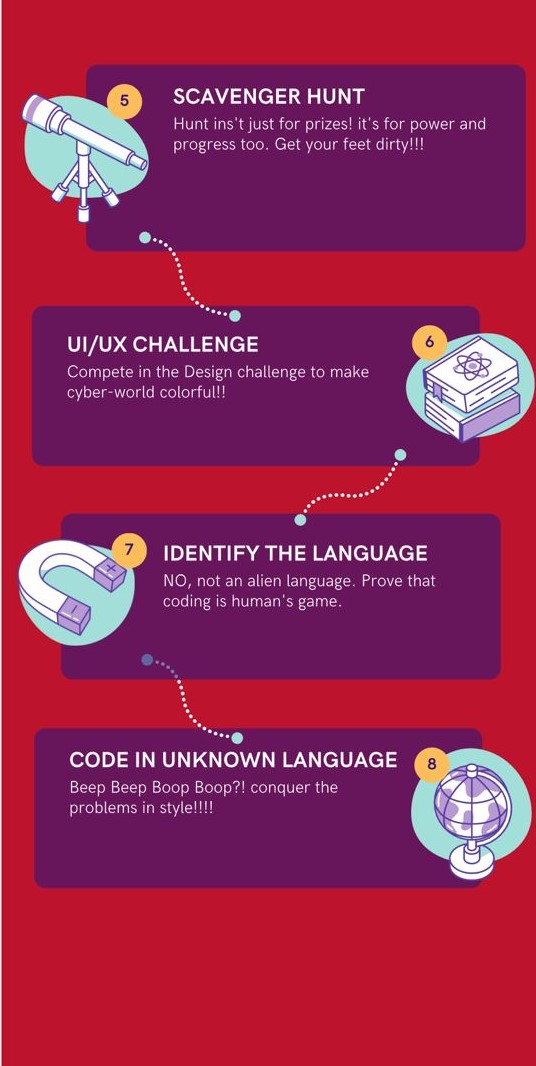 5
SCAVENGER HUNT
Hunt ins't just for prizes! it's for power and
progress too. Get your feet dirty!!!
UI/UX CHALLENGE
6
Compete in the Design challenge to make
cyber-world colorful!!
7
IDENTIFY THE LANGUAGE
NO, not an alien language. Prove that
coding is human's game.
CODE IN UNKNOWN LANGUAGE
8
Beep Beep Boop Boop?! conquer the
problems in style!!!!